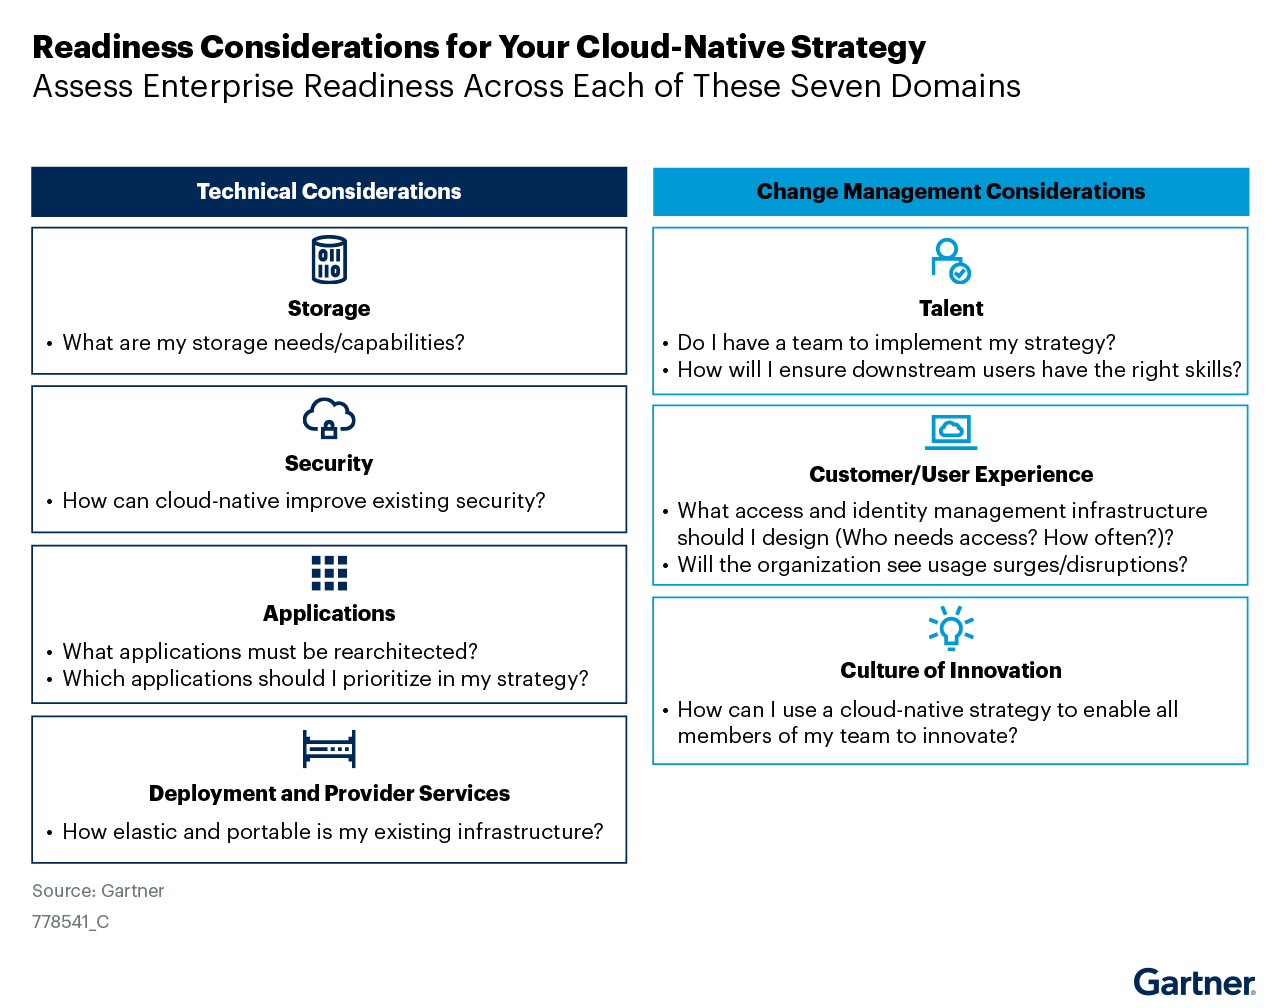 Readiness Considerations for Your Cloud-Native Strategy
Assess Enterprise Readiness Across Each of These Seven Domains
Technical Considerations
Storage
• What are my storage needs/capabilities?
Security
• How can cloud-native improve existing security?
Applications
• What applications must be rearchitected?
• Which applications should I prioritize in my strategy?
Deployment and Provider Services
• How elastic and portable is my existing infrastructure?
Change Management Considerations
Talent
• Do I have a team to implement my strategy?
• How will I ensure downstream users have the right skills?
Customer/User Experience
• What access and identity management infrastructure
should I design (Who needs access? How often?)?
• Will the organization see usage surges/disruptions?
Culture of Innovation
• How can I use a cloud-native strategy to enable all
members of my team to innovate?
Source: Gartner
778541_C
Gartner®